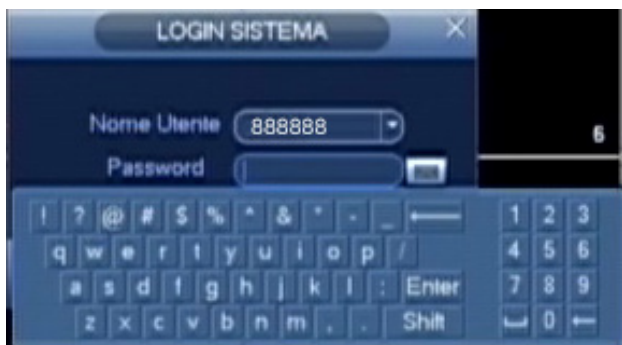 LOGIN SISTEMA
Nome Utente 888888
6
Password
! ? @ # $ % ^ & * - _ 1 2 3
q w e r t y u i o p / 4 5 6
a s d f g h j k l : Enter 7 8 9
z x c v b n m , . Shift 0